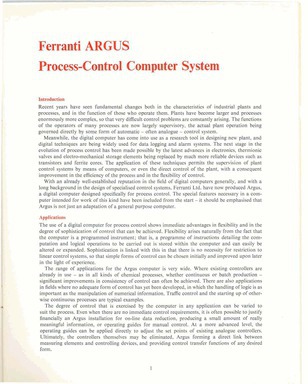 Ferranti ARGUS
Process-Control Computer System
Introduction
Recent years have seen fundamental changes both in the characteristics of industrial plants and
processes, and in the function of those who operate them. Plants have become larger and processes
enormously more complex, so that very difficult control problems are constantly arising. The functions
of the operators of many processes are now largely supervisory, the actual plant operation being
governed directly by some form of automatic – often analogue – control system.
Meanwhile, the digital computer has come into use as a research tool in designing new plant, and
digital techniques are being widely used for data logging and alarm systems. The next stage in the
evolution of process control has been made possible by the latest advances in electronics, thermionic
valves and electro-mechanical storage elements being replaced by much more reliable devices such as
transistors and ferrite cores. The application of these techniques permits the supervision of plant
control systems by means of computers, or even the direct control of the plant, with a consequent
improvement in the efficiency of the process and in the flexibility of control.
With an already well-established reputation in the field of digital computers generally, and with a
long background in the design of specialised control systems, Ferranti Ltd. have now produced Argus,
a digital computer designed specifically for process control. The special features necessary in a com-
puter intended for work of this kind have been included from the start – it should be emphasised that
Argus is not just an adaptation of a general purpose computer.
Applications
The use of a digital computer for process control shows immediate advantages in flexibility and in the
degree of sophistication of control that can be achieved. Flexibility arises naturally from the fact that
the computer is a programmed instrument; that is, a programme of instructions detailing the com-
putation and logical operations to be carried out is stored within the computer and can easily be
altered or expanded. Sophistication is linked with this in that there is no necessity for restriction to
linear control systems, so that simple forms of control can be chosen initially and improved upon later
in the light of experience.
The range of applications for the Argus computer is very wide. Where existing controllers are
already in use – as in all kinds of chemical processes, whether continuous or batch production –
significant improvements in consistency of control can often be achieved. There are also applications
in fields where no adequate form of control has yet been developed, in which the handling of logic is as
important as the manipulation of numerical information. Traffic control and the starting up of other-
wise continuous processes are typical examples.
The degree of control that is exercised by the computer in any application can be varied to
suit the process. Even when there are no immediate control requirements, it is often possible to justify
financially an Argus installation for on-line data reduction, producing a small amount of really
meaningful information, or operating guides for manual control. At a more advanced level, the
operating guides can be applied directly to adjust the set points of existing analogue controllers.
Ultimately, the controllers themselves may be eliminated, Argus forming a direct link between
measuring elements and controlling devices, and providing control transfer functions of any desired
form.